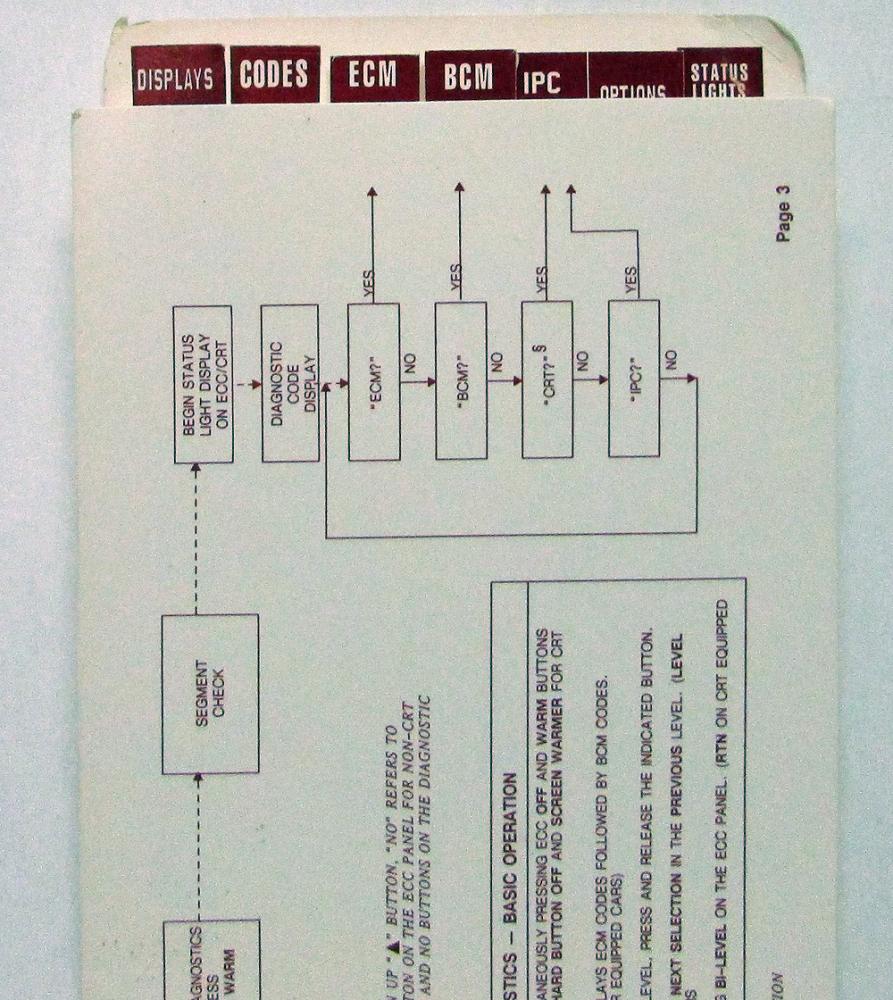 DISPLAYS
CODES
ECM
BCM
IPC
OPTIONS
STATUS
LIGHTS
AGNOSTICS
ESS
WARM
SEGMENT
CHECK
BEGIN STATUS
LIGHT DISPLAY
ON ECC/CRT
DIAGNOSTIC
CODE
DISPLAY
"ECM?"
YES
NO
"BCM?"
YES
NO
"CRT?" §
YES
NO
"IPC?"
YES
NO
N UP "▲" BUTTON, "NO" REFERS TO
TON ON THE ECC PANEL FOR NON-CRT
AND NO BUTTONS ON THE DIAGNOSTIC
STICS – BASIC OPERATION
ANEOUSLY PRESSING ECC OFF AND WARM BUTTONS
HARD BUTTON OFF AND SCREEN WARMER FOR CRT
LAYS ECM CODES FOLLOWED BY BCM CODES.
R EQUIPPED CARS)
EVEL, PRESS AND RELEASE THE INDICATED BUTTON.
NEXT SELECTION IN THE PREVIOUS LEVEL. (LEVEL
S
G BI-LEVEL ON THE ECC PANEL. (RTN ON CRT EQUIPPED
ION
Page 3